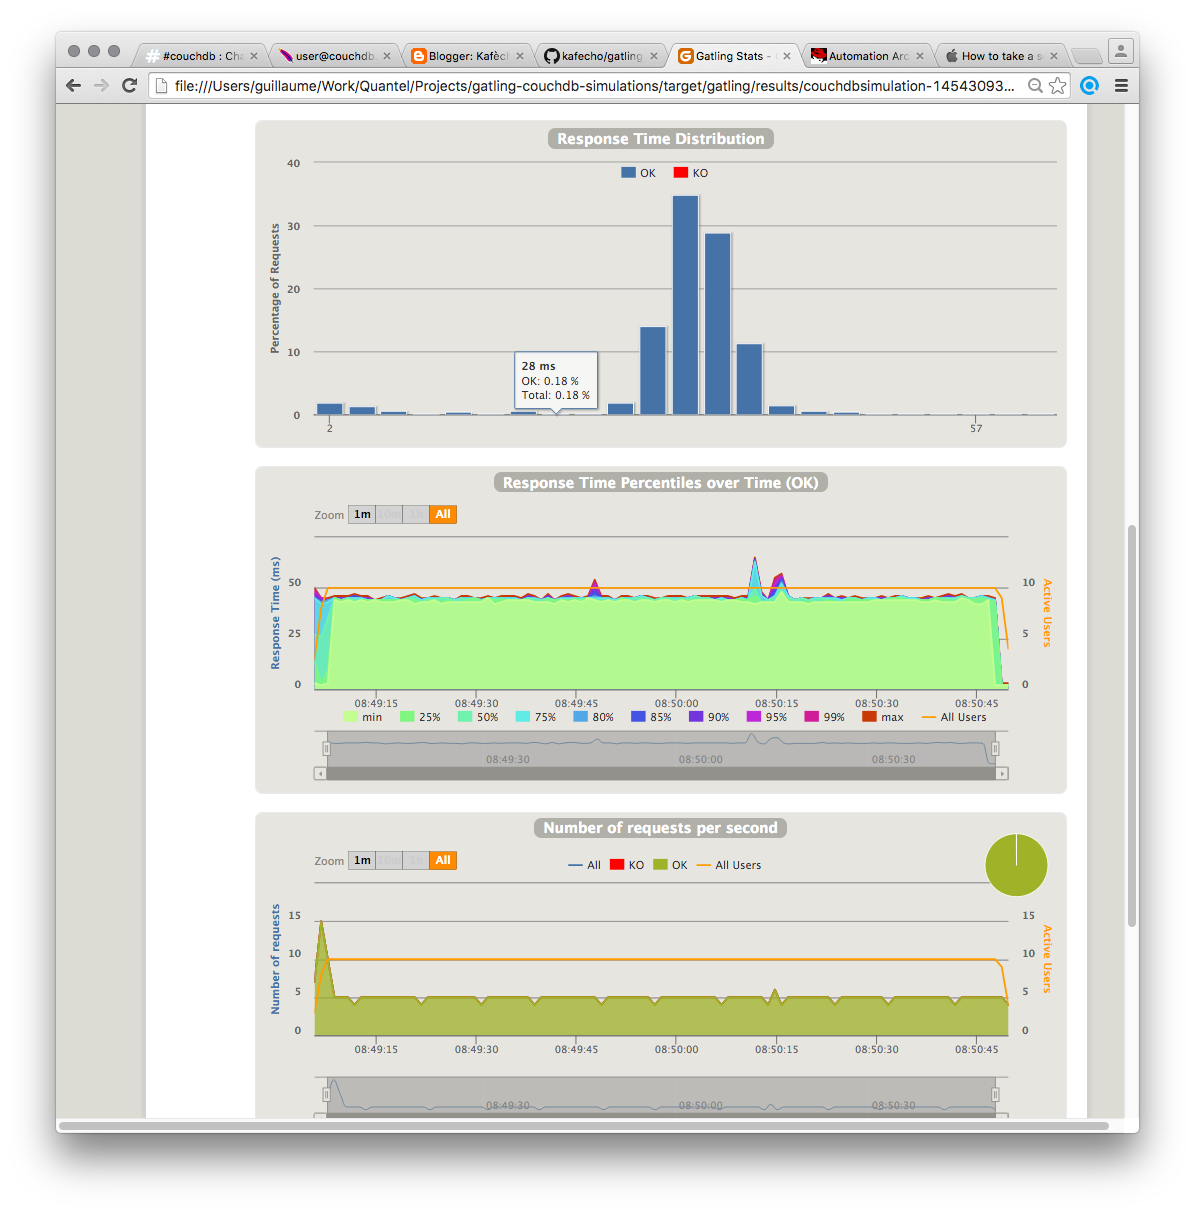 #couchdb : Cha
user@couchdb.
Blogger: Kafèch
kafecho/gatling
Gatling Stats -
Automation Arc
How to take a s
file:///Users/guillaume/Work/Quantel/Projects/gatling-couchdb-simulations/target/gatling/results/couchdbsimulation-14543093...
Response Time Distribution
OK KO
Percentage of Requests
40
30
20
10
0
28 ms
OK: 0.18 %
Total: 0.18 %
2 57
Response Time Percentiles over Time (OK)
Zoom 1m 10m 1h All
Response Time (ms)
50 10
25 5
0 0
Active Users
08:49:15 08:49:30 08:49:45 08:50:00 08:50:15 08:50:30 08:50:45
min 25% 50% 75% 80% 85% 90% 95% 99% max All Users
08:49:30 08:50:00 08:50:30
Number of requests per second
Zoom 1m 10m 1h All
All KO OK All Users
Number of requests
15 15
10 10
5 5
0 0
Active Users
08:49:15 08:49:30 08:49:45 08:50:00 08:50:15 08:50:30 08:50:45
08:49:30 08:50:00 08:50:30